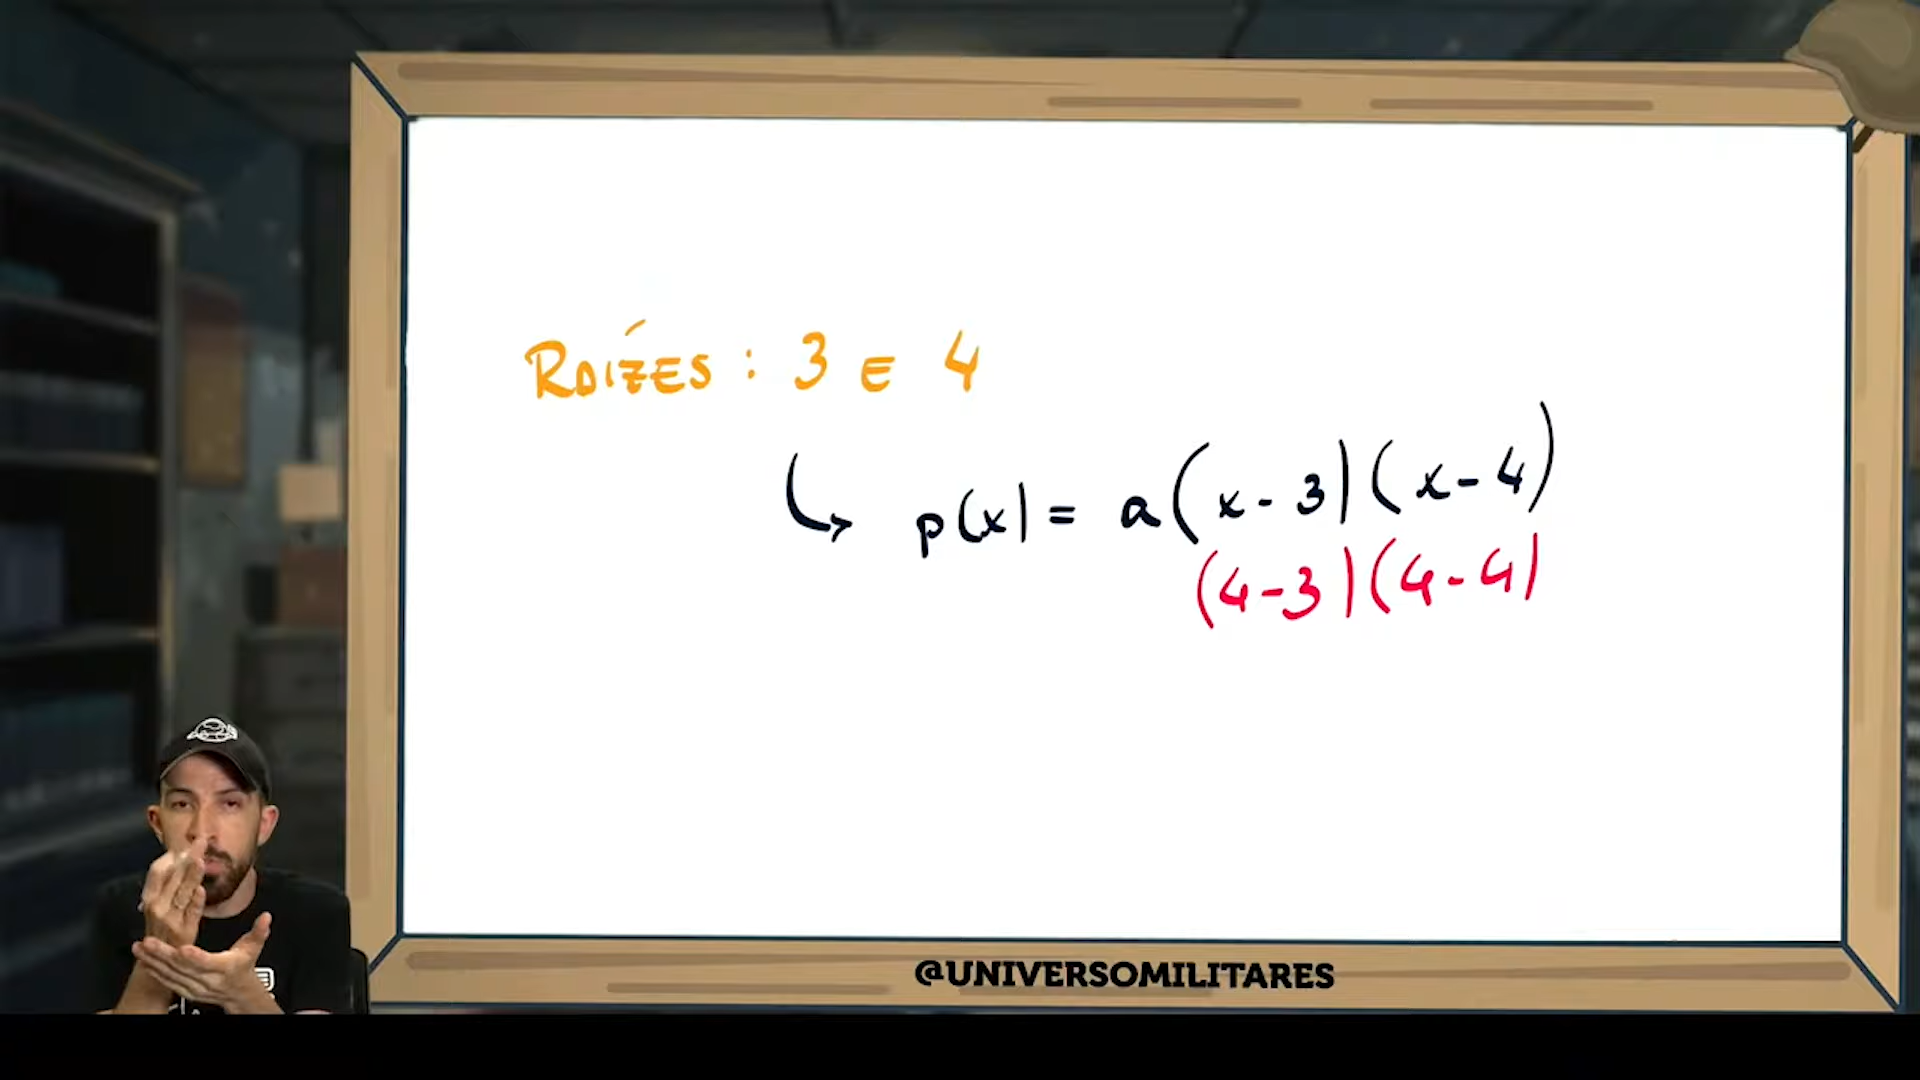 RAÍZES : 3 E 4
p(x) = a(x-3)(x-4)
(4-3)(4-4)
@UNIVERSOMILITARES